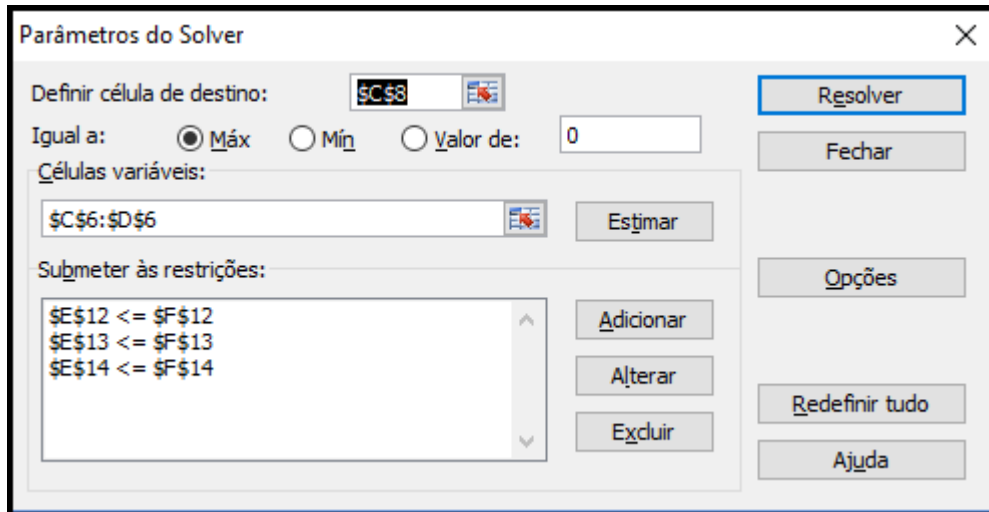 Parâmetros do Solver
Definir célula de destino: $C$8
Igual a: Máx Mín Valor de: 0
Células variáveis:
$C$6:$D$6
Estimar
Submeter às restrições:
$E$12 <= $F$12
$E$13 <= $F$13
$E$14 <= $F$14
Adicionar
Alterar
Excluir
Resolver
Fechar
Opções
Redefinir tudo
Ajuda